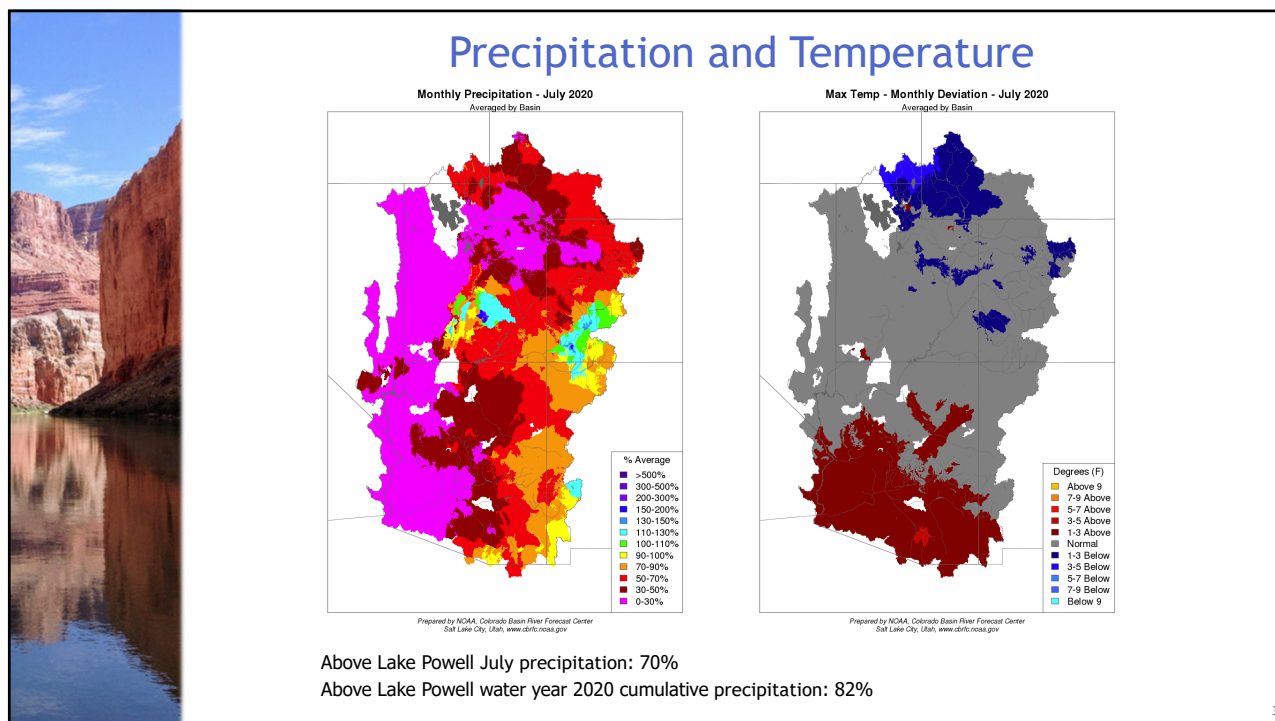 Precipitation and Temperature
Monthly Precipitation - July 2020
Averaged by Basin
% Average
>500%
300-500%
200-300%
150-200%
130-150%
110-130%
100-110%
90-100%
70-90%
50-70%
30-50%
0-30%
Prepared by NOAA, Colorado Basin River Forecast Center
Salt Lake City, Utah, www.cbrfc.noaa.gov
Max Temp - Monthly Deviation - July 2020
Averaged by Basin
Degrees (F)
Above 9
7-9 Above
5-7 Above
3-5 Above
1-3 Above
Normal
1-3 Below
3-5 Below
5-7 Below
7-9 Below
Below 9
Prepared by NOAA, Colorado Basin River Forecast Center
Salt Lake City, Utah, www.cbrfc.noaa.gov
Above Lake Powell July precipitation: 70%
Above Lake Powell water year 2020 cumulative precipitation: 82%